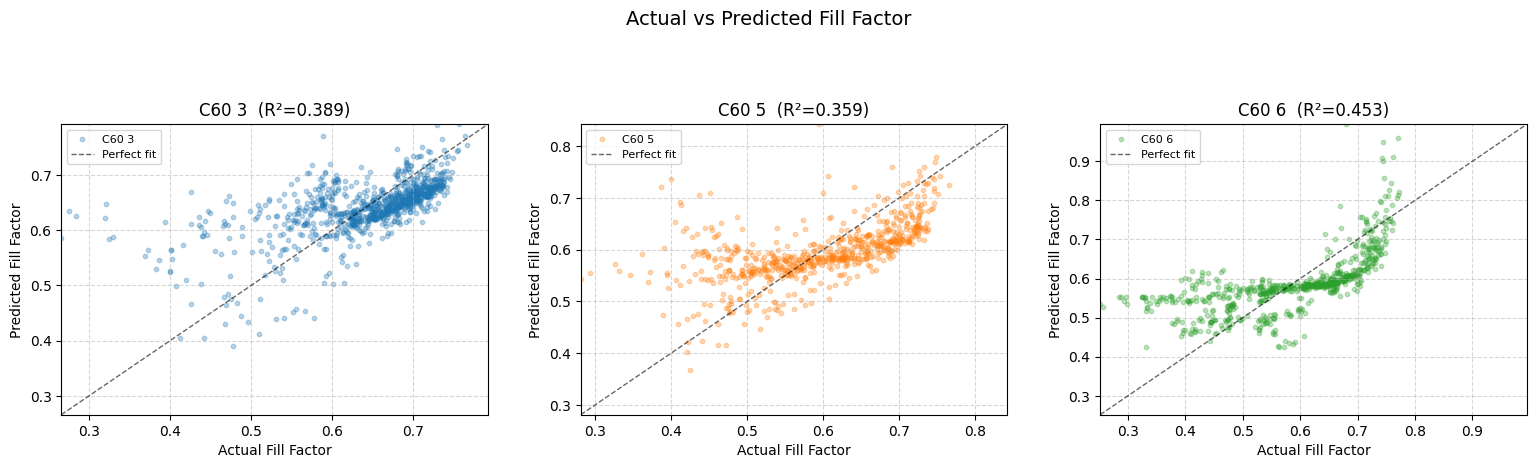 Actual vs Predicted Fill Factor
C60 3  (R²=0.389)
C60 3
Perfect fit
Predicted Fill Factor
0.7
0.6
0.5
0.4
0.3
0.3 0.4 0.5 0.6 0.7
Actual Fill Factor
C60 5  (R²=0.359)
C60 5
Perfect fit
Predicted Fill Factor
0.8
0.7
0.6
0.5
0.4
0.3
0.3 0.4 0.5 0.6 0.7 0.8
Actual Fill Factor
C60 6  (R²=0.453)
C60 6
Perfect fit
Predicted Fill Factor
0.9
0.8
0.7
0.6
0.5
0.4
0.3
0.3 0.4 0.5 0.6 0.7 0.8 0.9
Actual Fill Factor